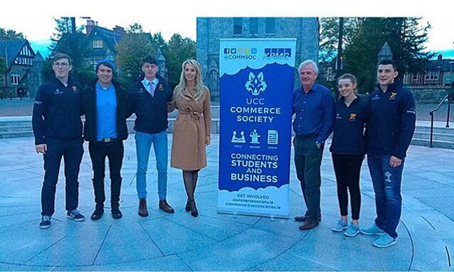 @COMMSOC
UCC
COMMERCE
SOCIETY
CONNECTING
STUDENTS
AND
BUSINESS
GET INVOLVED